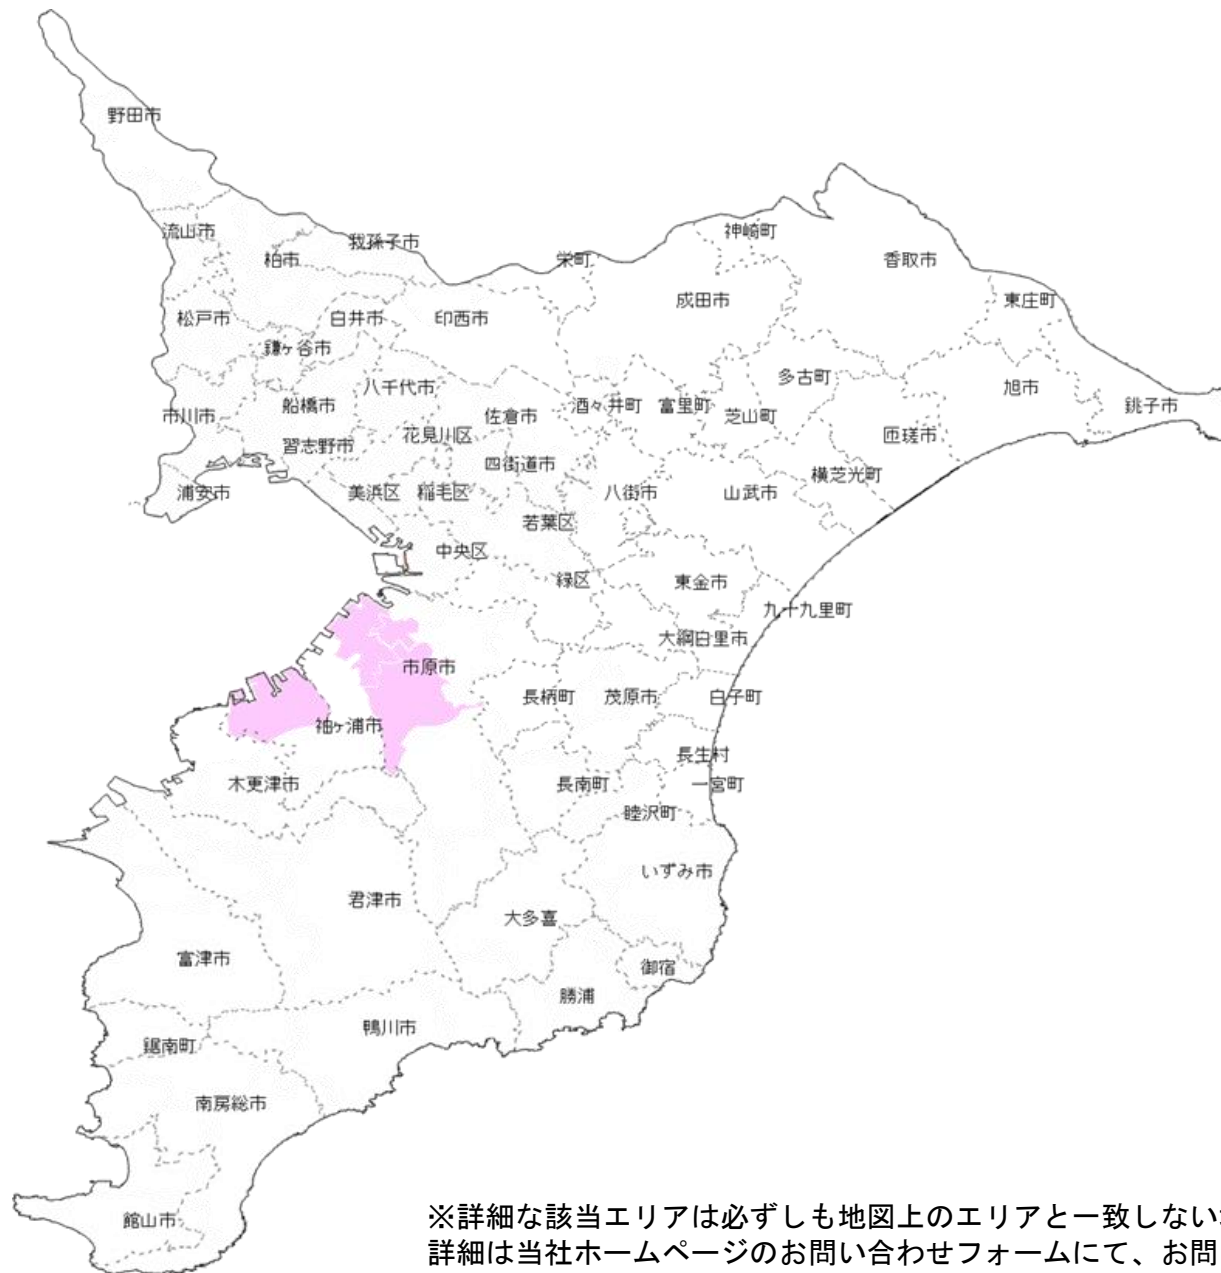 野田市
流山市
柏市
我孫子市
栄町
神崎町
香取市
成田市
東庄町
松戸市
白井市
印西市
鎌ヶ谷市
多古町
八千代市
旭市
市川市
船橋市
佐倉市
酒々井町
富里町
芝山町
銚子市
習志野市
花見川区
匝瑳市
四街道市
横芝光町
浦安市
美浜区
稲毛区
八街市
山武市
若葉区
中央区
緑区
東金市
九十九里町
大網白里市
市原市
長柄町
茂原市
白子町
袖ヶ浦市
長生村
木更津市
長南町
一宮町
睦沢町
いずみ市
君津市
大多喜
富津市
御宿
勝浦
鴨川市
鋸南町
南房総市
館山市
※詳細な該当エリアは必ずしも地図上のエリアと一致しない
詳細は当社ホームページのお問い合わせフォームにて、お問